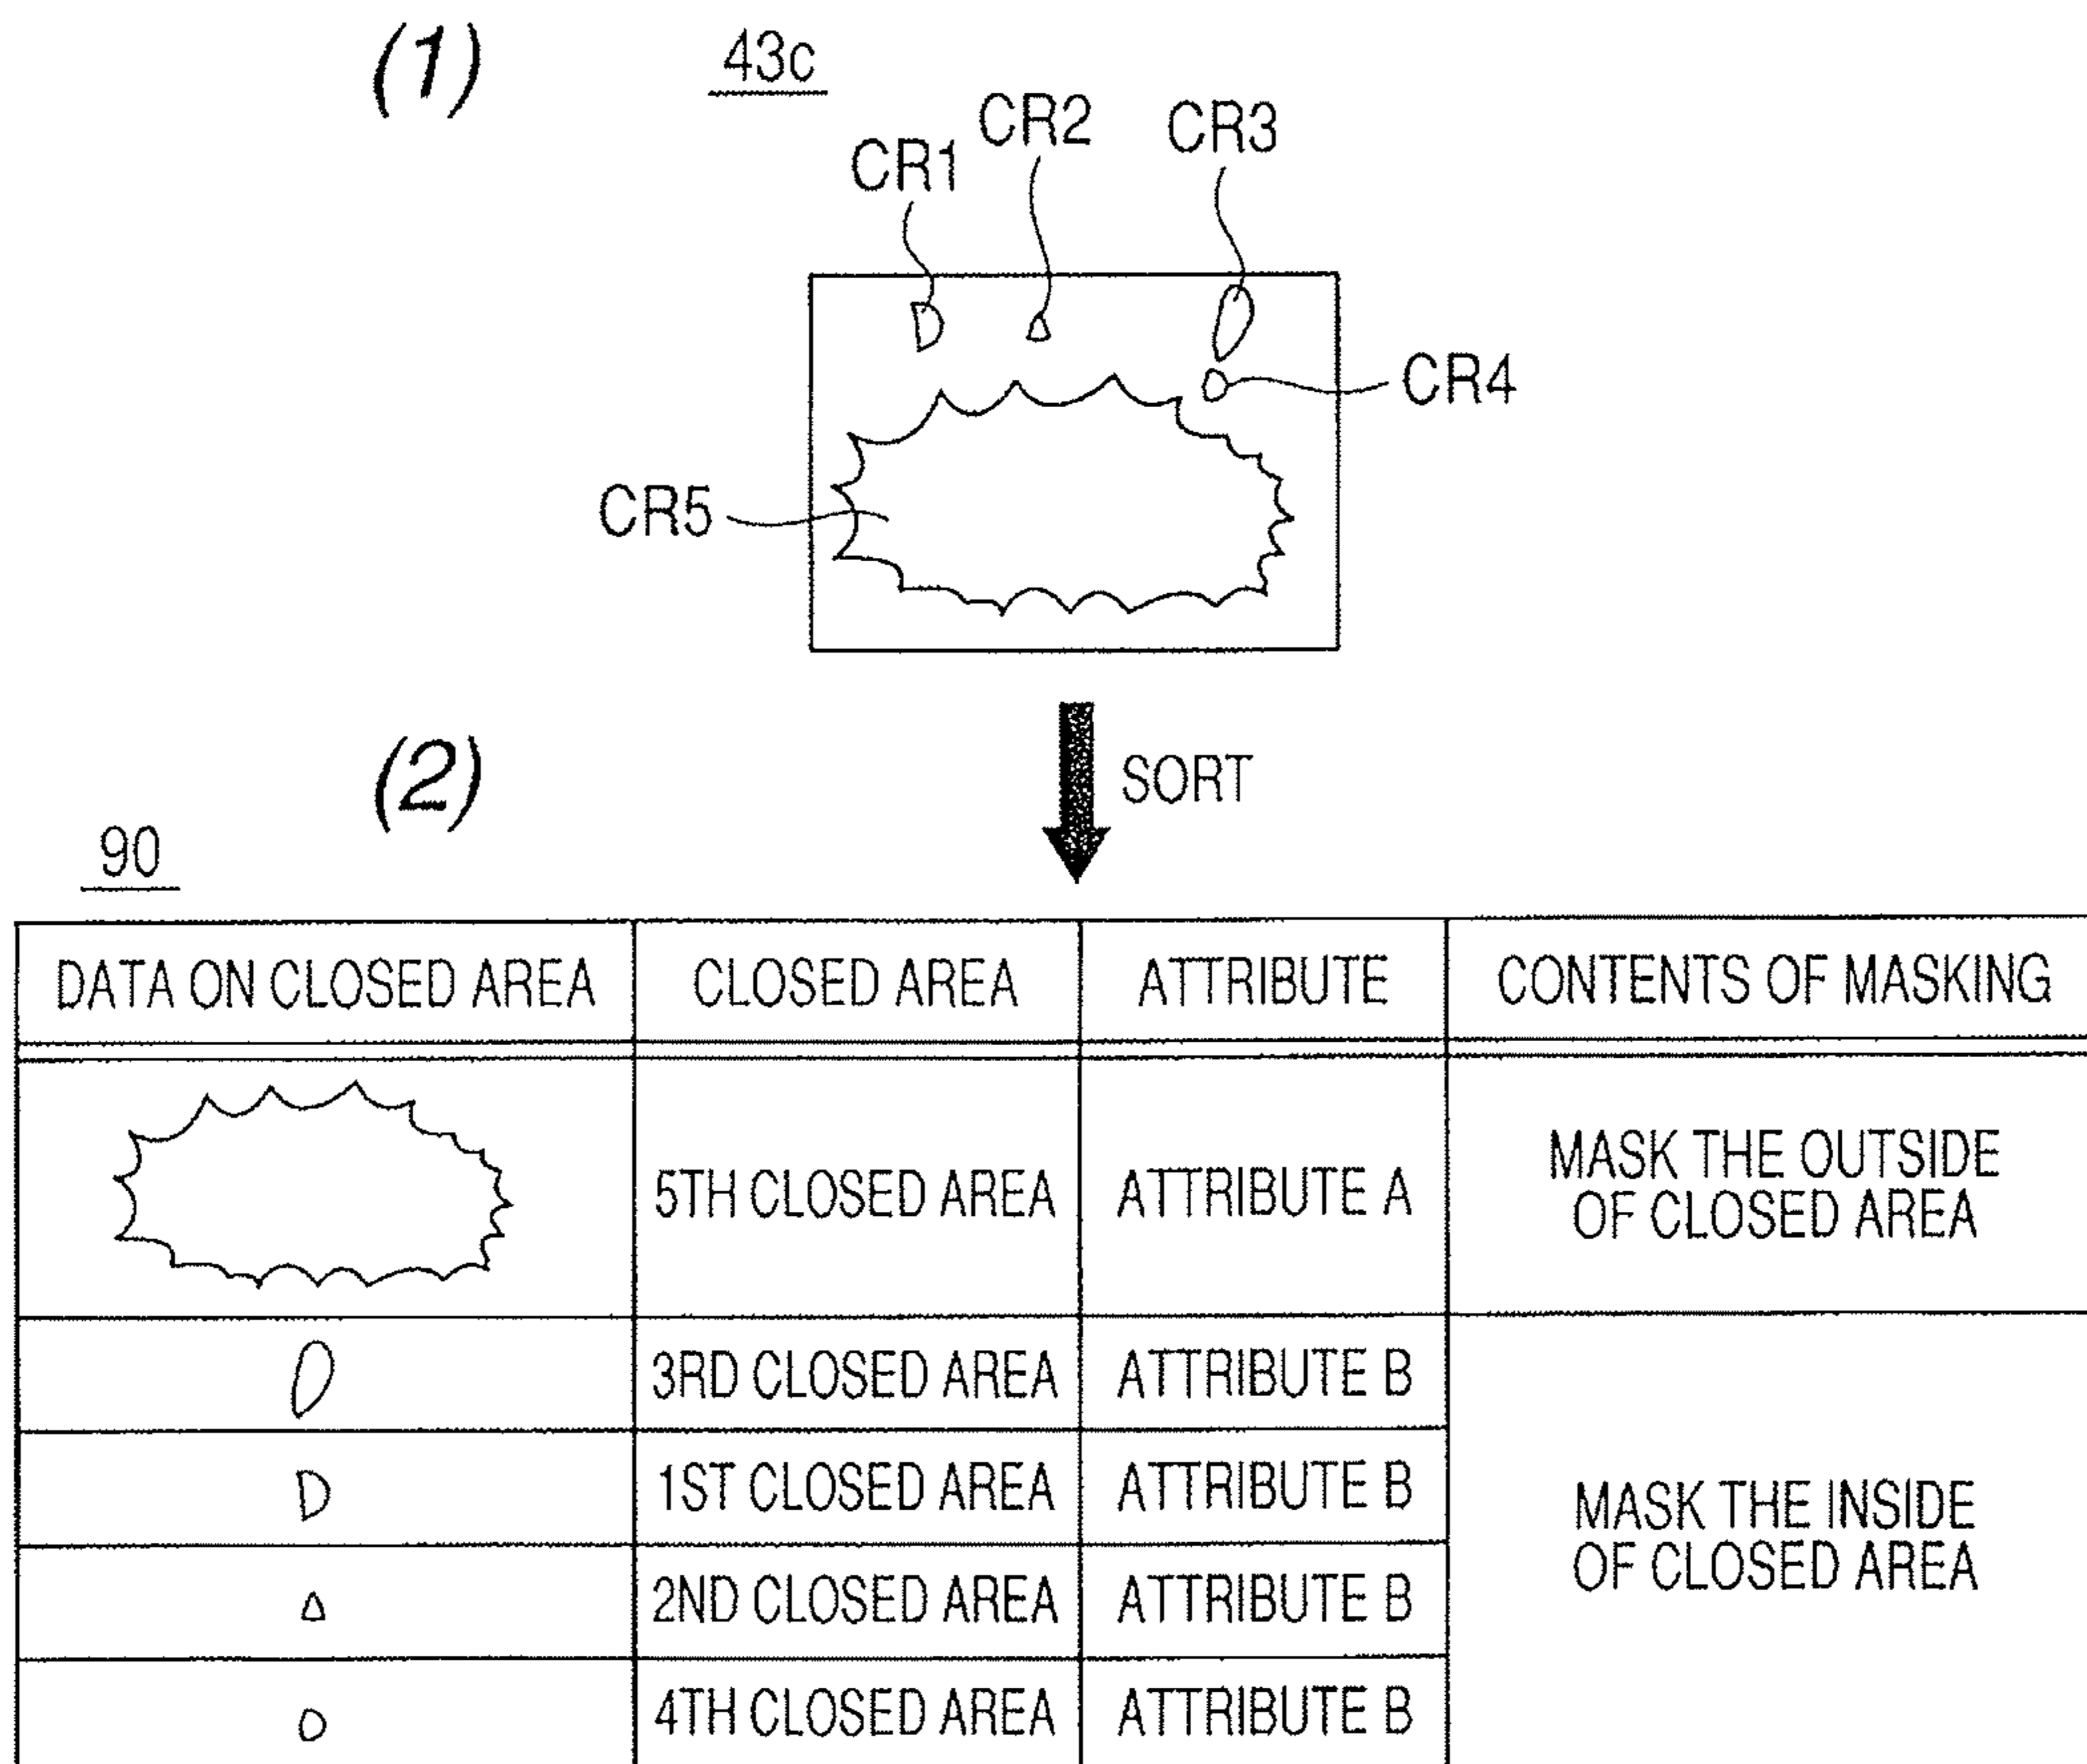 (1)
43c
CR1
CR2
CR3
CR4
CR5
(2)
SORT
90
DATA ON CLOSED AREA CLOSED AREA ATTRIBUTE CONTENTS OF MASKING
5TH CLOSED AREA ATTRIBUTE A MASK THE OUTSIDE
OF CLOSED AREA
3RD CLOSED AREA ATTRIBUTE B
1ST CLOSED AREA ATTRIBUTE B
MASK THE INSIDE
OF CLOSED AREA
2ND CLOSED AREA ATTRIBUTE B
4TH CLOSED AREA ATTRIBUTE B